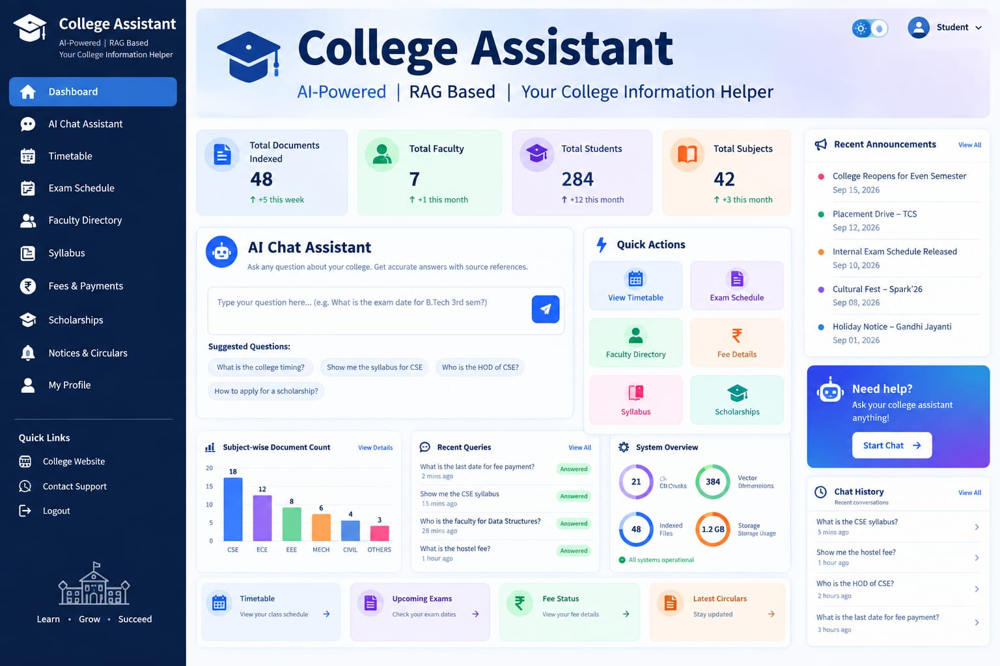 College Assistant
AI-Powered | RAG Based
Your College Information Helper
Dashboard
AI Chat Assistant
Timetable
Exam Schedule
Faculty Directory
Syllabus
Fees & Payments
Scholarships
Notices & Circulars
My Profile
Quick Links
College Website
Contact Support
Logout
Learn • Grow • Succeed
College Assistant
AI-Powered | RAG Based | Your College Information Helper
Student
Total Documents
Indexed
48
↑ +5 this week
Total Faculty
7
↑ +1 this month
Total Students
284
↑ +12 this month
Total Subjects
42
↑ +3 this month
AI Chat Assistant
Ask any question about your college. Get accurate answers with source references.
Type your question here... (e.g. What is the exam date for B.Tech 3rd sem?)
Suggested Questions:
What is the college timing?
Show me the syllabus for CSE
Who is the HOD of CSE?
How to apply for a scholarship?
Quick Actions
View Timetable
Exam Schedule
Faculty Directory
₹
Fee Details
Syllabus
Scholarships
Recent Announcements
View All
College Reopens for Even Semester
Sep 15, 2026
Placement Drive – TCS
Sep 12, 2026
Internal Exam Schedule Released
Sep 10, 2026
Cultural Fest – Spark'26
Sep 08, 2026
Holiday Notice – Gandhi Jayanti
Sep 01, 2026
Need help?
Ask your college assistant
anything!
Start Chat →
Subject-wise Document Count
View Details
20
15
10
5
0
18
12
8
6
4
3
CSE ECE EEE MECH CIVIL OTHERS
Recent Queries
View All
What is the last date for fee payment?
2 mins ago
Answered
Show me the CSE syllabus
15 mins ago
Answered
Who is the faculty for Data Structures?
28 mins ago
Answered
What is the hostel fee?
1 hour ago
Answered
System Overview
21
384
Vector
48
Indexed
Files
1.2 GB
Storage
Storage Usage
All systems operational
Chat History
Recent conversations
View All
What is the CSE syllabus?
5 mins ago
Show me the hostel fee?
1 hour ago
Who is the HOD of CSE?
2 hours ago
What is the last date for fee payment?
3 hours ago
Timetable
View your class schedule →
Upcoming Exams
Check your exam dates →
₹
Fee Status
View your fee details →
Latest Circulars
Stay updated →